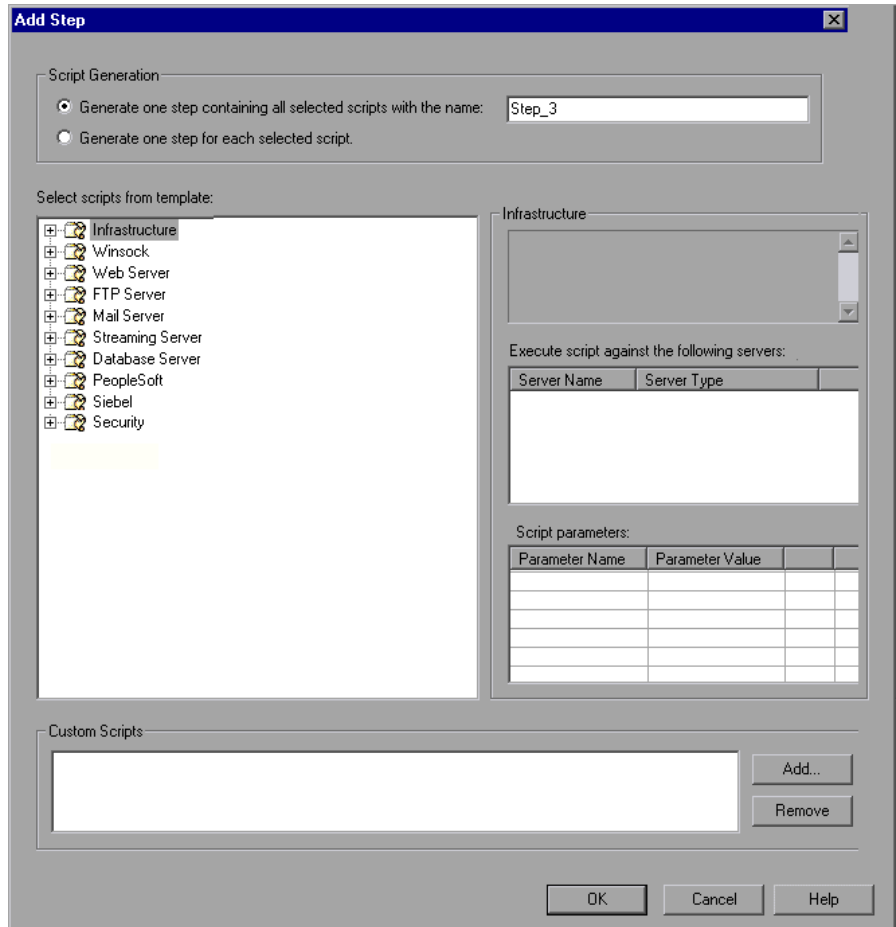 Add Step
Script Generation
Generate one step containing all selected scripts with the name:
Step_3
Generate one step for each selected script.
Select scripts from template:
Infrastructure
Winsock
Web Server
FTP Server
Mail Server
Streaming Server
Database Server
PeopleSoft
Siebel
Security
Infrastructure
Execute script against the following servers:
Server Name Server Type
Script parameters:
Parameter Name Parameter Value
Custom Scripts
Add...
Remove
OK Cancel Help